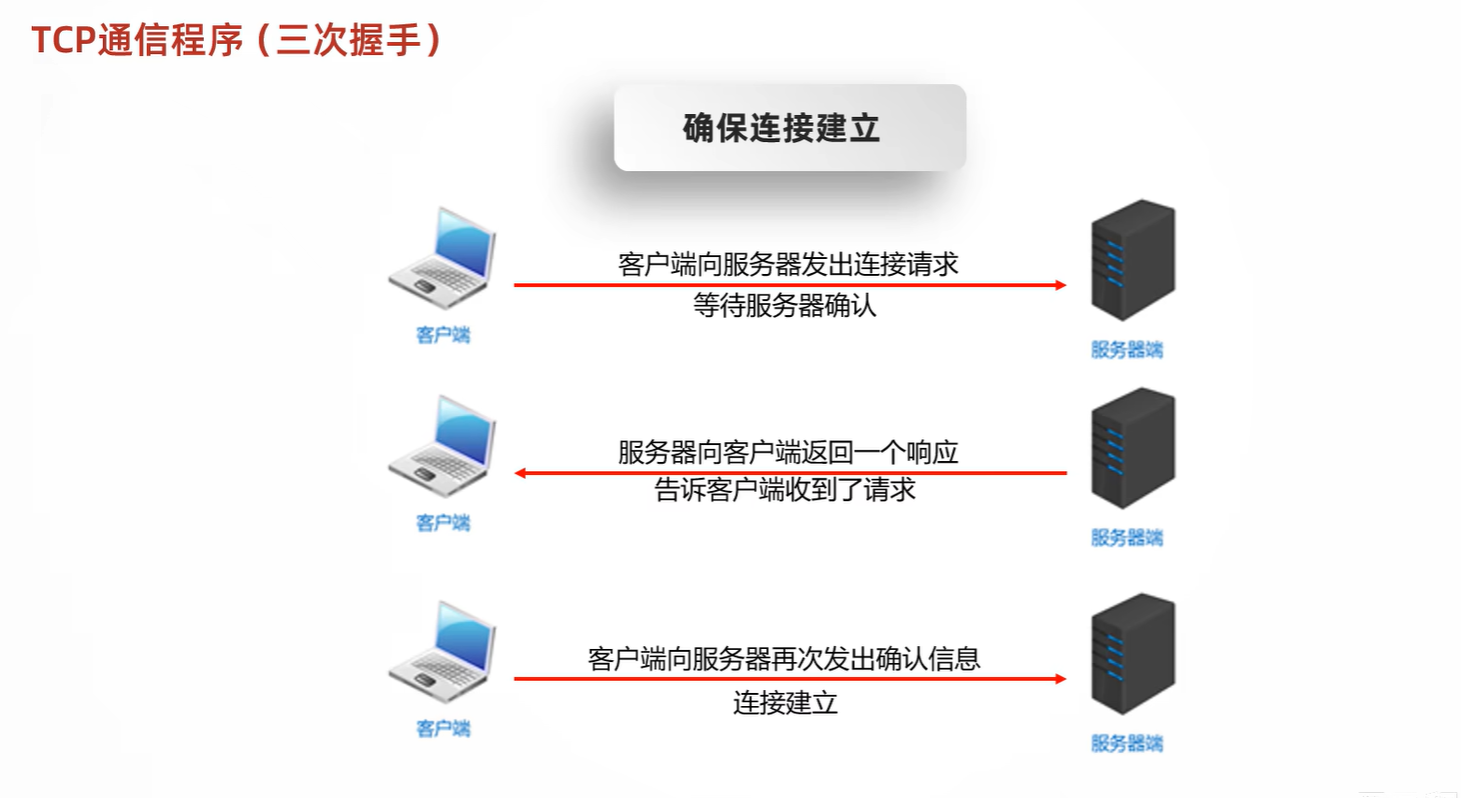 TCP通信程序（三次握手）
确保连接建立
客户端向服务器发出连接请求
等待服务器确认
客户端
服务器端
服务器向客户端返回一个响应
告诉客户端收到了请求
客户端
服务器端
客户端向服务器再次发出确认信息
连接建立
客户端
服务器端